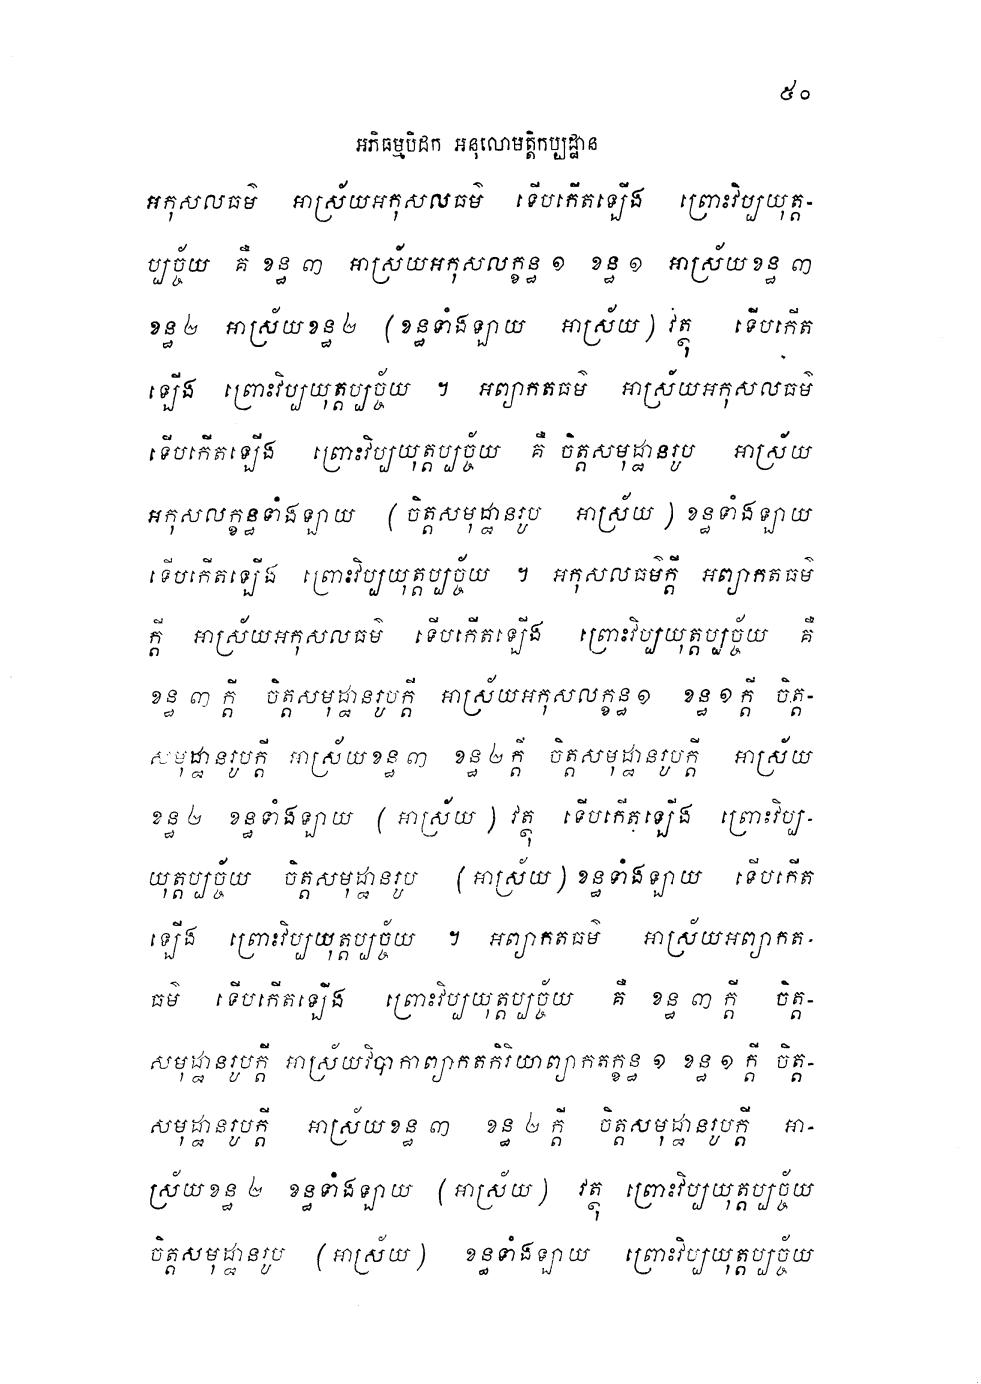 ៥០
អភិធម្មបិដក អនុលោមត្តិកប្បដ្ឋាន
អកុសលធម៌ អាស្រ័យអកុសលធម៌ ទើបកើតឡើង ព្រោះវិប្បយុត្ត-
ប្បច្ច័យ គឺ ខន្ធ ៣ អាស្រ័យអកុសលក្ខន្ធ ១ ខន្ធ ១ អាស្រ័យខន្ធ ៣
ខន្ធ ២ អាស្រ័យខន្ធ ២ (ខន្ធទាំងឡាយ អាស្រ័យ) វត្ថុ ទើបកើត
ឡើង ព្រោះវិប្បយុត្តប្បច្ច័យ ។ អព្យាកតធម៌ អាស្រ័យអកុសលធម៌
ទើបកើតឡើង ព្រោះវិប្បយុត្តប្បច្ច័យ គឺ ចិត្តសមុដ្ឋានរូប អាស្រ័យ
អកុសលក្ខន្ធទាំងឡាយ (ចិត្តសមុដ្ឋានរូប អាស្រ័យ) ខន្ធទាំងឡាយ
ទើបកើតឡើង ព្រោះវិប្បយុត្តប្បច្ច័យ ។ អកុសលធម៌ក្តី អព្យាកតធម៌
ក្តី អាស្រ័យអកុសលធម៌ ទើបកើតឡើង ព្រោះវិប្បយុត្តប្បច្ច័យ គឺ
ខន្ធ ៣ ក្តី ចិត្តសមុដ្ឋានរូបក្តី អាស្រ័យអកុសលក្ខន្ធ ១ ខន្ធ ១ ក្តី ចិត្ត-
សមុដ្ឋានរូបក្តី អាស្រ័យខន្ធ ៣ ខន្ធ ២ ក្តី ចិត្តសមុដ្ឋានរូបក្តី អាស្រ័យ
ខន្ធ ២ ខន្ធទាំងឡាយ (អាស្រ័យ) វត្ថុ ទើបកើតឡើង ព្រោះវិប្ប-
យុត្តប្បច្ច័យ ចិត្តសមុដ្ឋានរូប (អាស្រ័យ) ខន្ធទាំងឡាយ ទើបកើត
ឡើង ព្រោះវិប្បយុត្តប្បច្ច័យ ។ អព្យាកតធម៌ អាស្រ័យអព្យាកត-
ធម៌ ទើបកើតឡើង ព្រោះវិប្បយុត្តប្បច្ច័យ គឺ ខន្ធ ៣ ក្តី ចិត្ត-
សមុដ្ឋានរូបក្តី អាស្រ័យវិបាកាព្យាកតកិរិយាព្យាកតក្ខន្ធ ១ ខន្ធ ១ ក្តី ចិត្ត-
សមុដ្ឋានរូបក្តី អាស្រ័យខន្ធ ៣ ខន្ធ ២ ក្តី ចិត្តសមុដ្ឋានរូបក្តី អា-
ស្រ័យខន្ធ ២ ខន្ធទាំងឡាយ (អាស្រ័យ) វត្ថុ ព្រោះវិប្បយុត្តប្បច្ច័យ
ចិត្តសមុដ្ឋានរូប (អាស្រ័យ) ខន្ធទាំងឡាយ ព្រោះវិប្បយុត្តប្បច្ច័យ